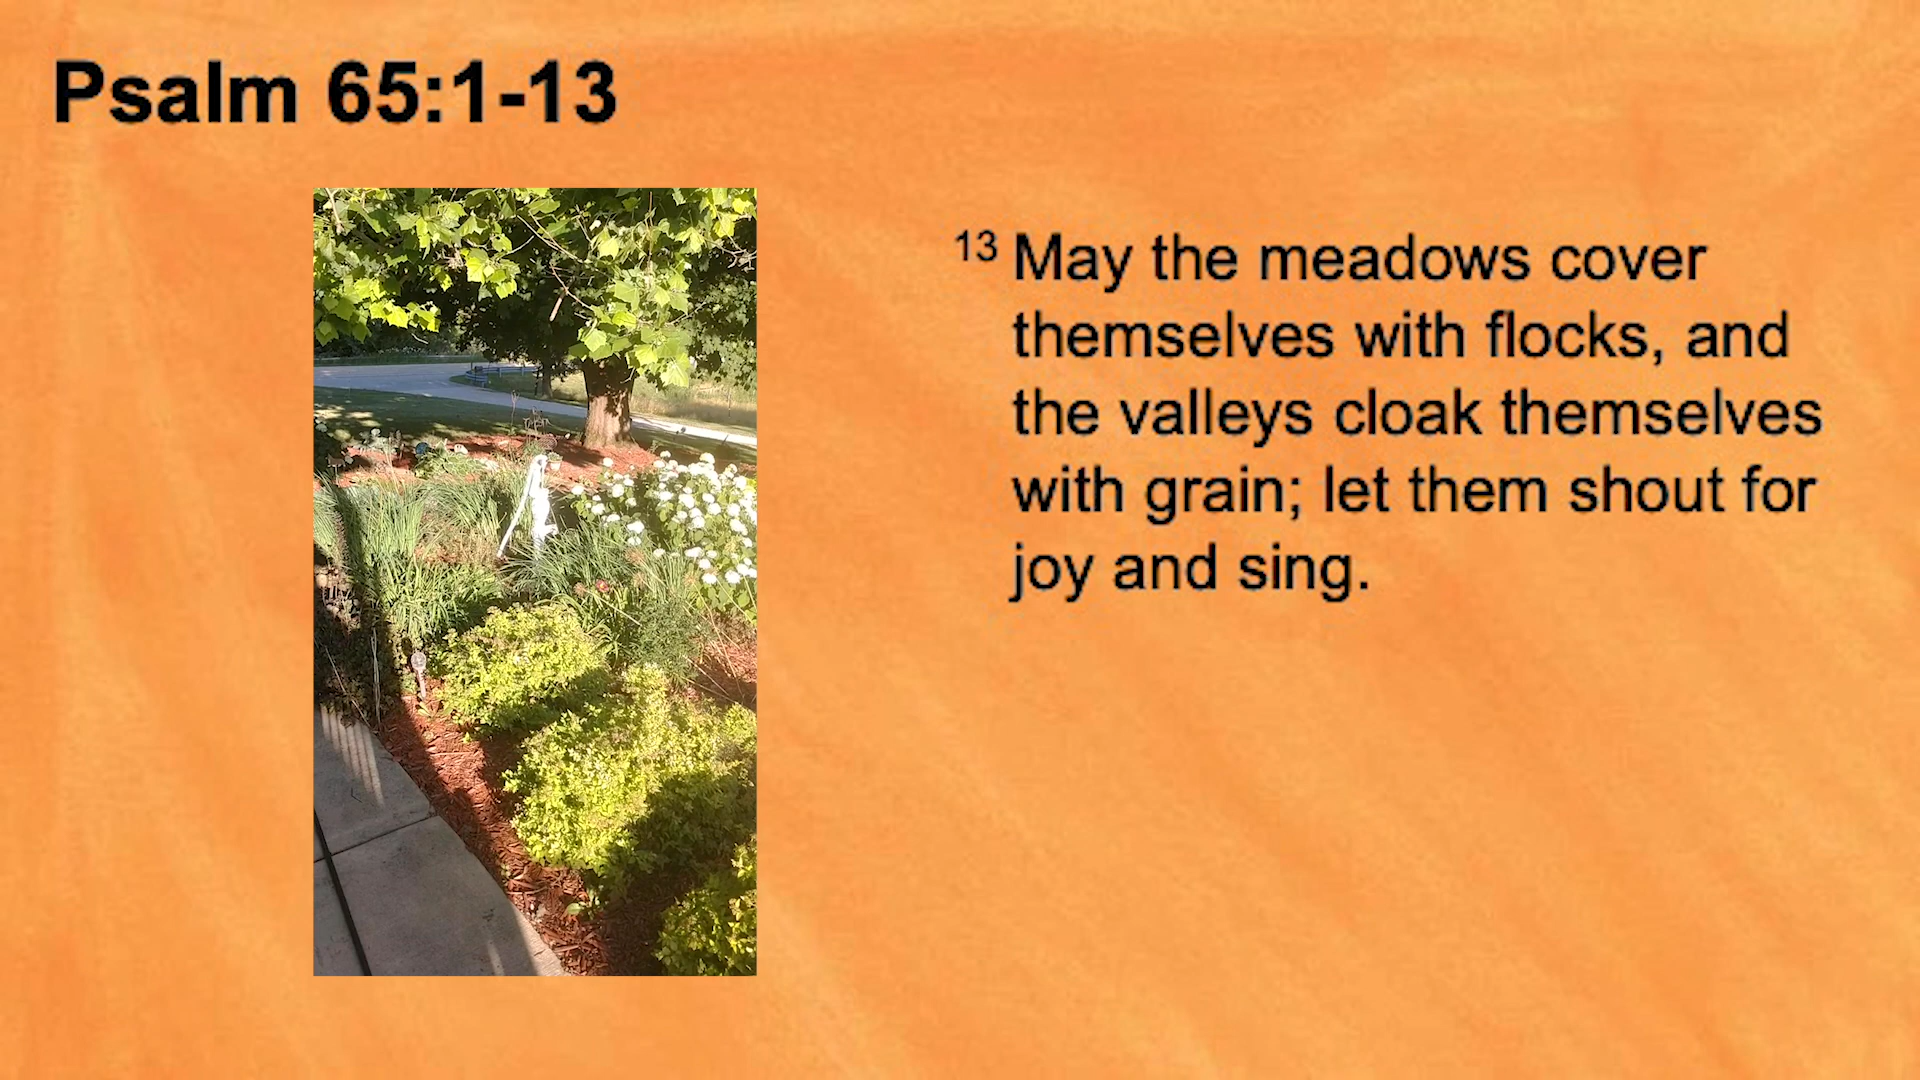 Psalm 65:1-13
13 May the meadows cover
themselves with flocks, and
the valleys cloak themselves
with grain; let them shout for
joy and sing.